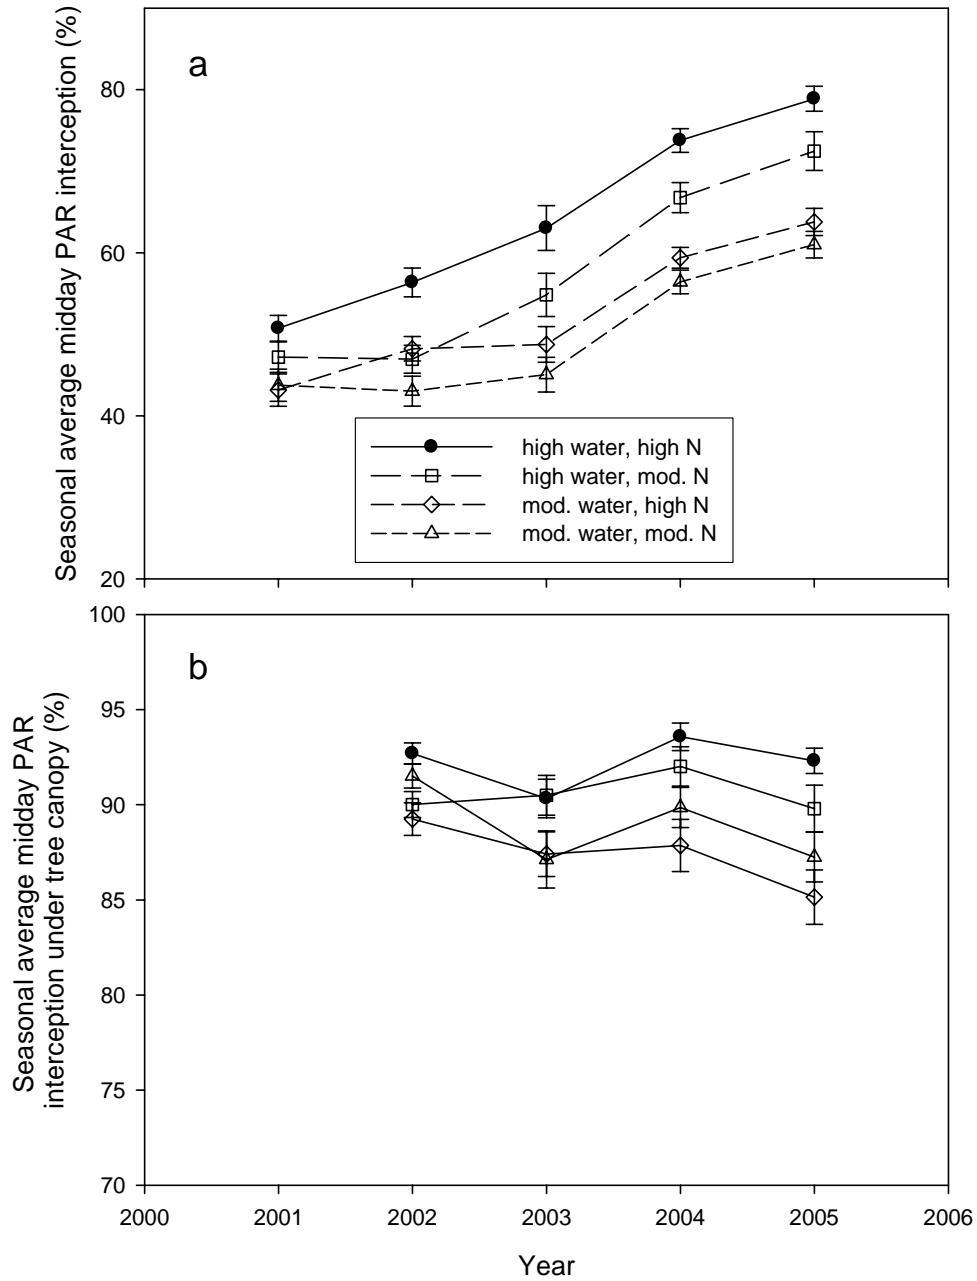 Seasonal average midday PAR interception (%)
a
80
60
40
20
high water, high N
high water, mod. N
mod. water, high N
mod. water, mod. N
Seasonal average midday PAR
interception under tree canopy (%)
b
100
95
90
85
80
75
70
2000
2001
2002
2003
2004
2005
2006
Year